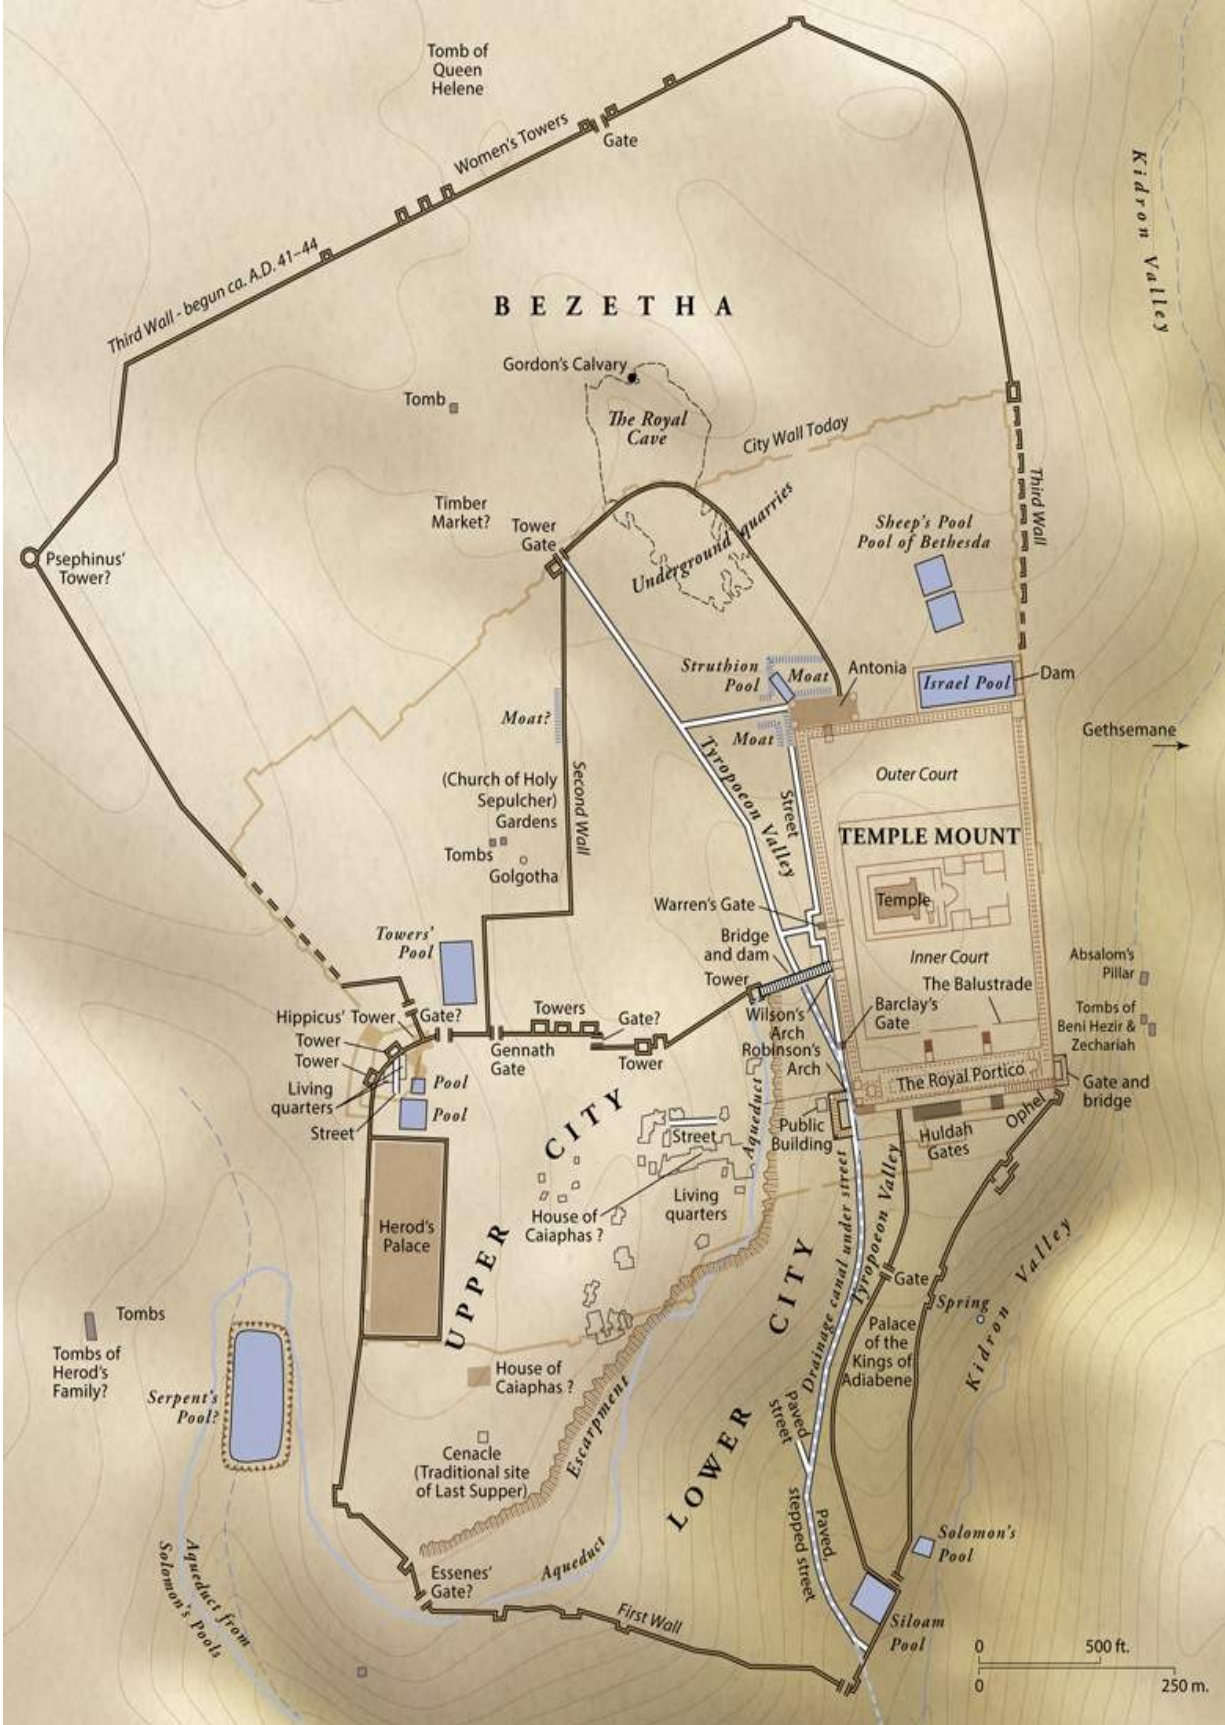 Tomb of
Queen
Helene
Women's Towers
Gate
Kidron Valley
Third Wall - begun ca. A.D. 41–44
BEZETHA
Gordon's Calvary
Tomb
The Royal
Cave
City Wall Today
Timber
Market?
Tower
Gate
Underground quarries
Third Wall
Sheep's Pool
Pool of Bethesda
Psephinus'
Tower?
Struthion
Pool
Moat
Antonia
Israel Pool
Dam
Moat?
Moat
Gethsemane
Tyropoeon Valley
Street
Outer Court
(Church of Holy
Sepulcher)
Gardens
Second Wall
TEMPLE MOUNT
Tombs
Golgotha
Temple
Warren's Gate
Towers'
Pool
Bridge
and dam
Inner Court
Absalom's
Pillar
Tower
The Balustrade
Hippicus' Tower
Gate?
Towers
Gate?
Wilson's
Arch
Barclay's
Gate
Tombs of
Beni Hezir &
Zechariah
Tower
Tower
Gennath
Gate
Tower
Robinson's
Arch
Living
quarters
Pool
Pool
The Royal Portico
Gate and
bridge
Street
CITY
Street
Aqueduct
Public
Building
Huldah
Gates
Ophel
Living
quarters
House of
Caiaphas ?
Herod's
Palace
UPPER
CITY
Drainage canal under street
Tyropoeon Valley
Kidron Valley
Gate
Spring
Tombs
Tombs of
Herod's
Family?
Palace
of the
Kings of
Adiabene
House of
Caiaphas ?
Serpent's
Pool?
Escarpment
Paved
street
LOWER
Cenacle
(Traditional site
of Last Supper)
Paved,
stepped street
Solomon's
Pool
Aqueduct from
Solomon's Pools
Essenes'
Gate?
Aqueduct
First Wall
Siloam
Pool
0 500 ft.
0 250 m.